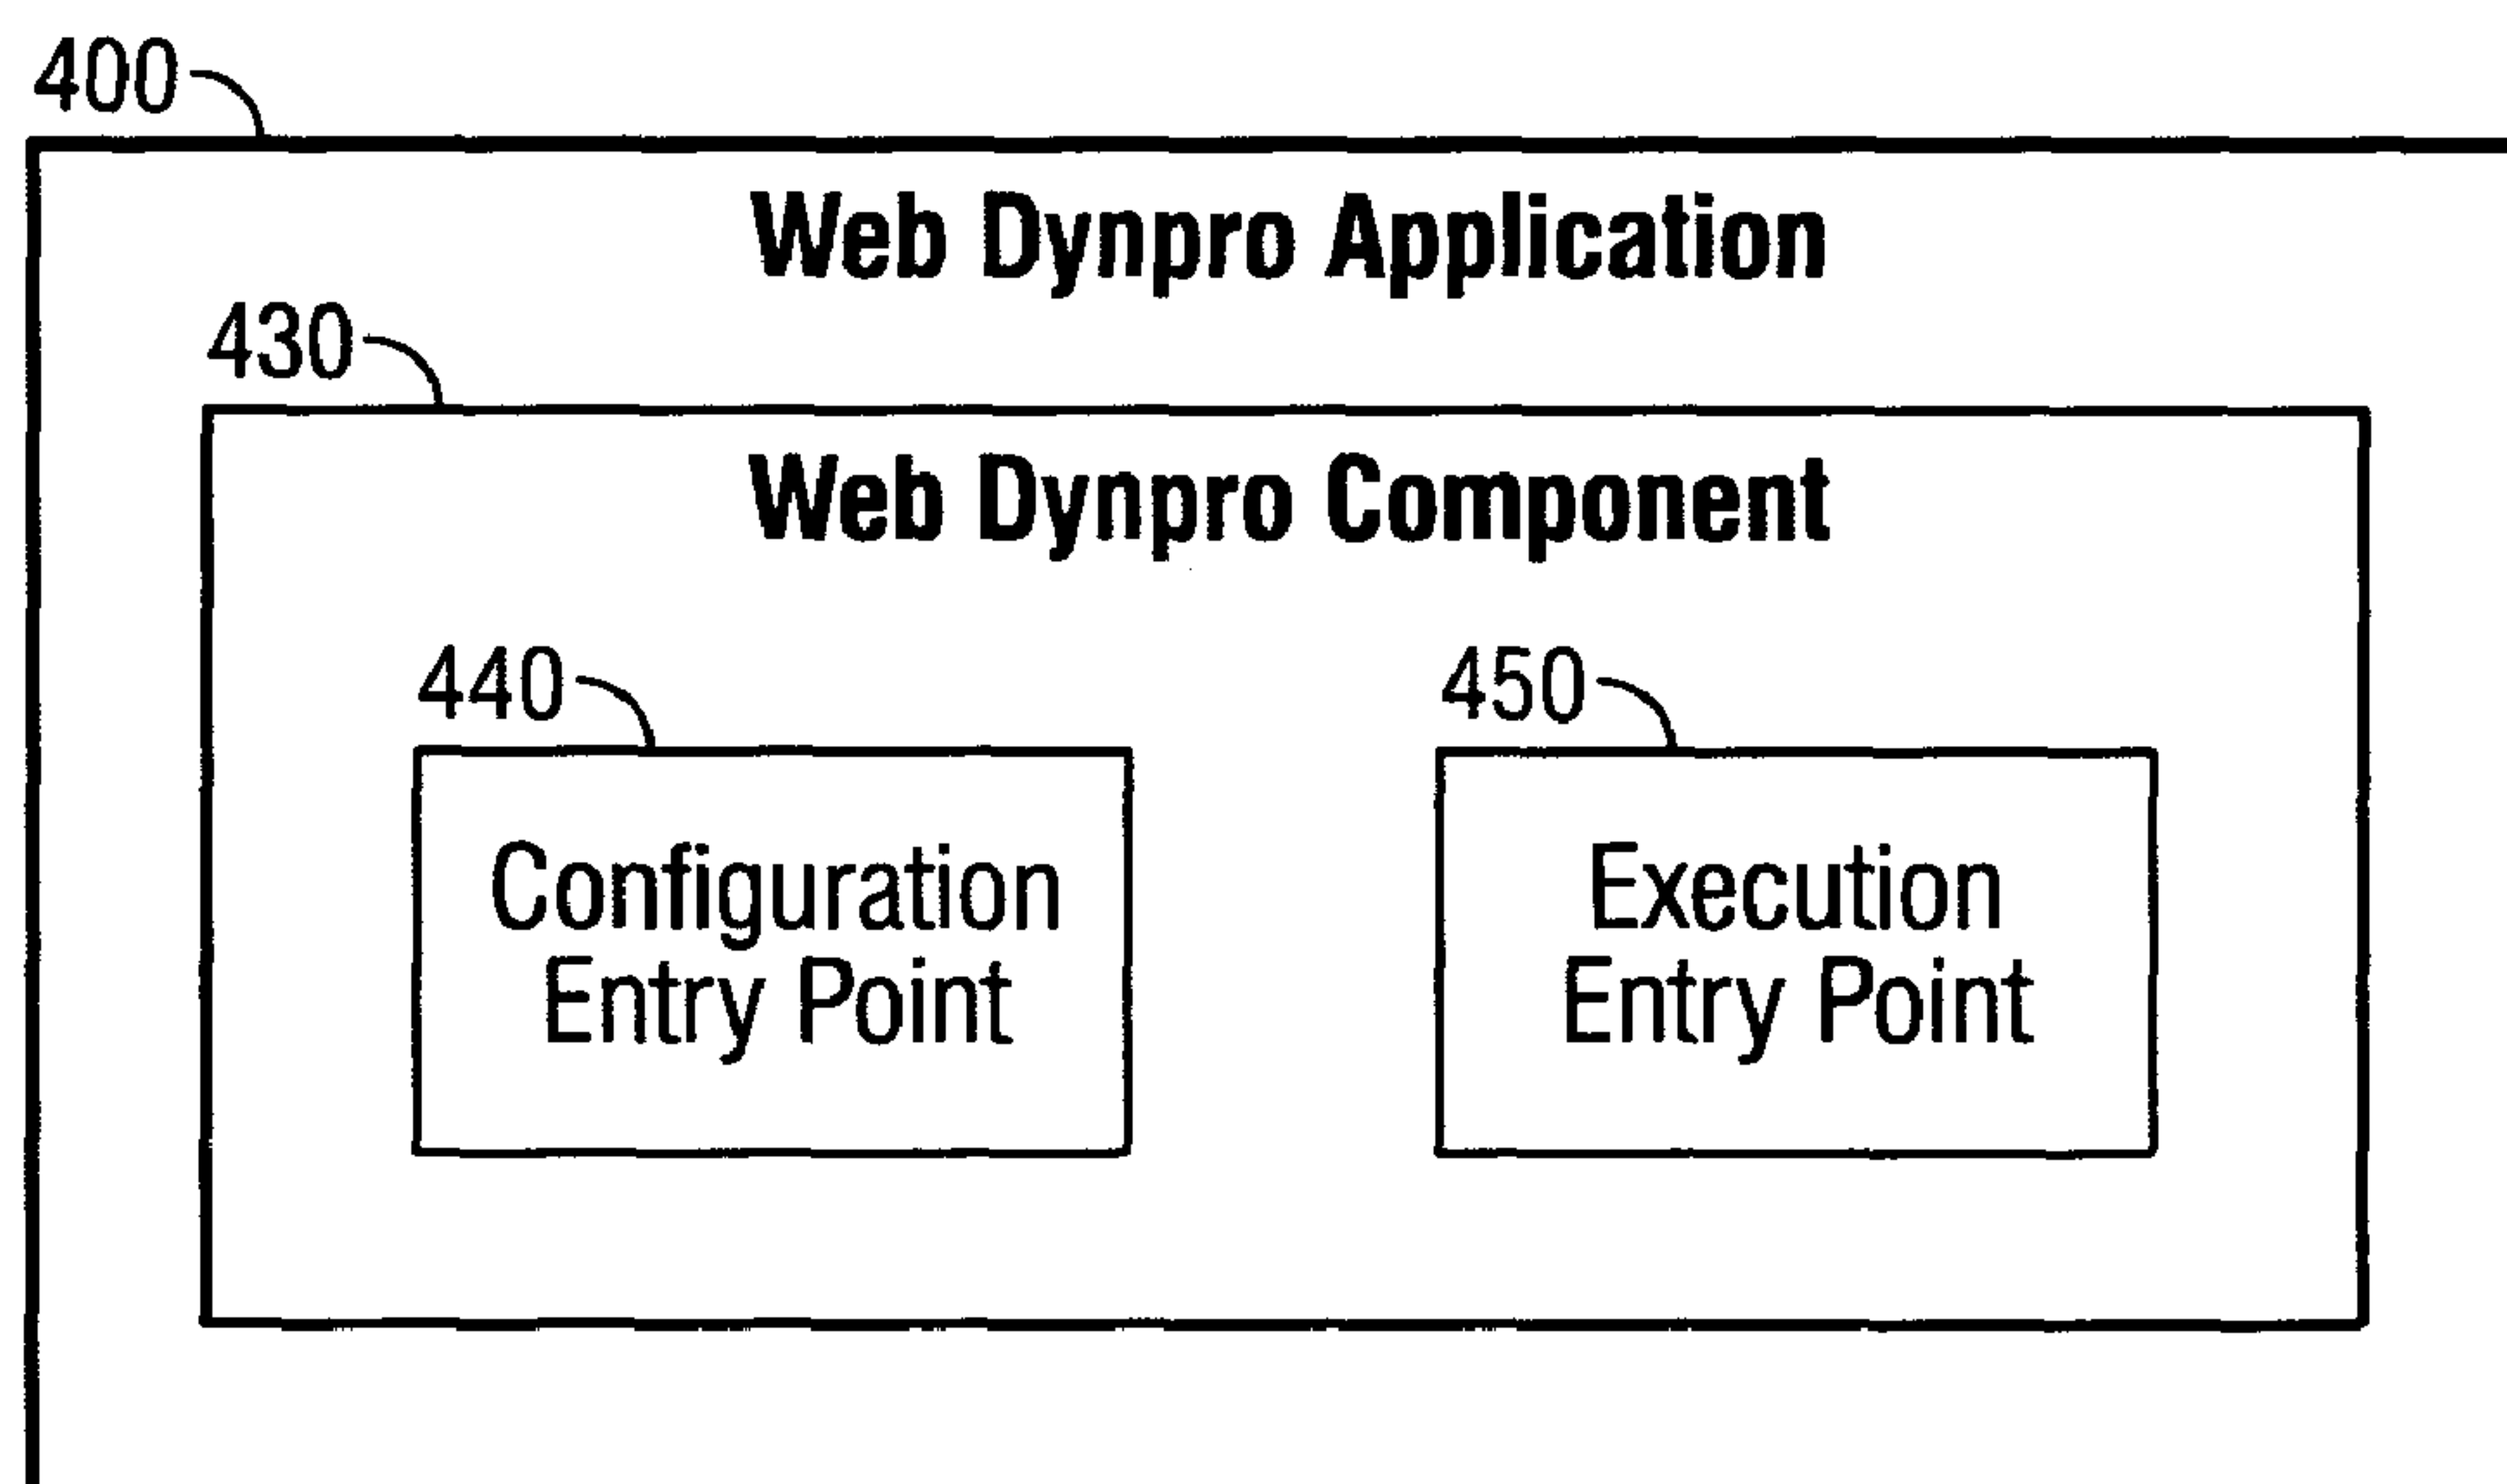 400
Web Dynpro Application
430
Web Dynpro Component
440
450
Configuration
Entry Point
Execution
Entry Point